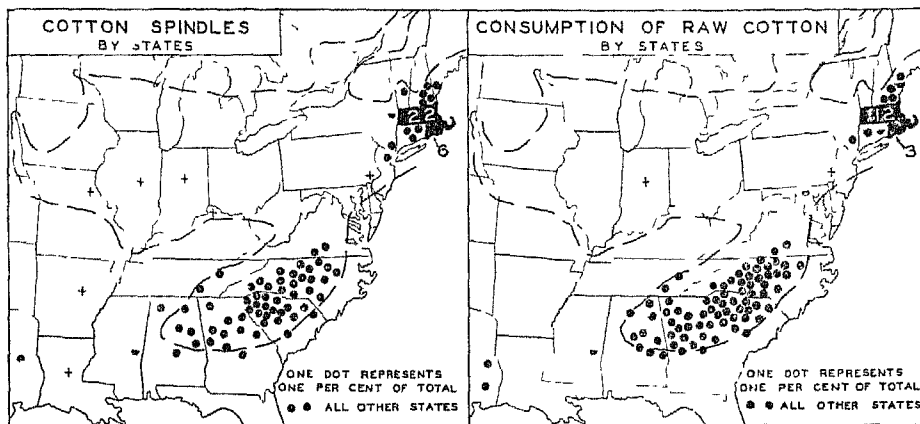 COTTON SPINDLES
BY STATES
22
6
ONE DOT REPRESENTS
ONE PER CENT OF TOTAL
ALL OTHER STATES
CONSUMPTION OF RAW COTTON
BY STATES
12
3
ONE DOT REPRESENTS
ONE PER CENT OF TOTAL
ALL OTHER STATES